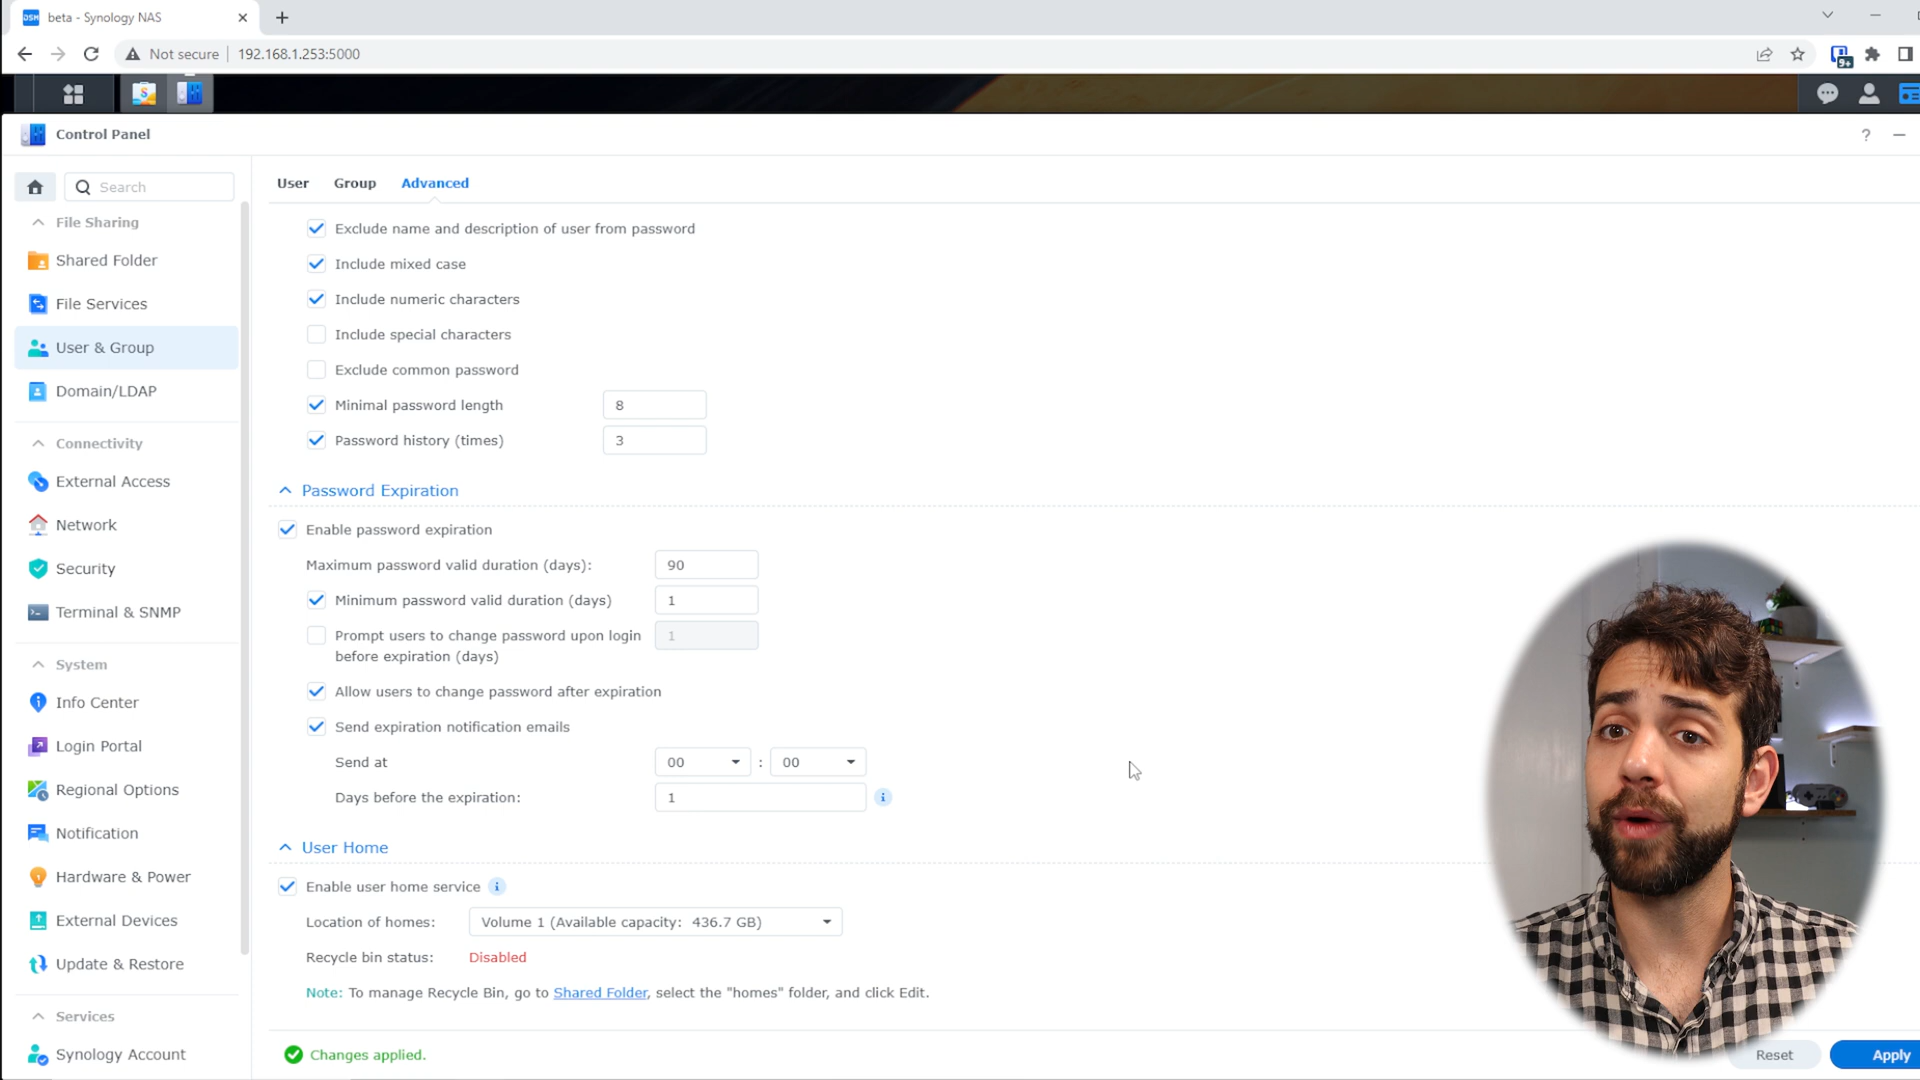 DSM
beta - Synology NAS
Not secure
192.168.1.253:5000
9+
Control Panel
?
Search
User
Group
Advanced
File Sharing
Shared Folder
File Services
User & Group
Domain/LDAP
Connectivity
External Access
Network
Security
Terminal & SNMP
System
Info Center
Login Portal
Regional Options
Notification
Hardware & Power
External Devices
Update & Restore
Services
Synology Account
Exclude name and description of user from password
Include mixed case
Include numeric characters
Include special characters
Exclude common password
Minimal password length 8
Password history (times) 3
Password Expiration
Enable password expiration
Maximum password valid duration (days): 90
Minimum password valid duration (days) 1
Prompt users to change password upon login 1
before expiration (days)
Allow users to change password after expiration
Send expiration notification emails
Send at 00 : 00
Days before the expiration: 1
User Home
Enable user home service
Location of homes: Volume 1 (Available capacity: 436.7 GB)
Recycle bin status: Disabled
Note: To manage Recycle Bin, go to Shared Folder, select the "homes" folder, and click Edit.
Changes applied.
Reset
Apply